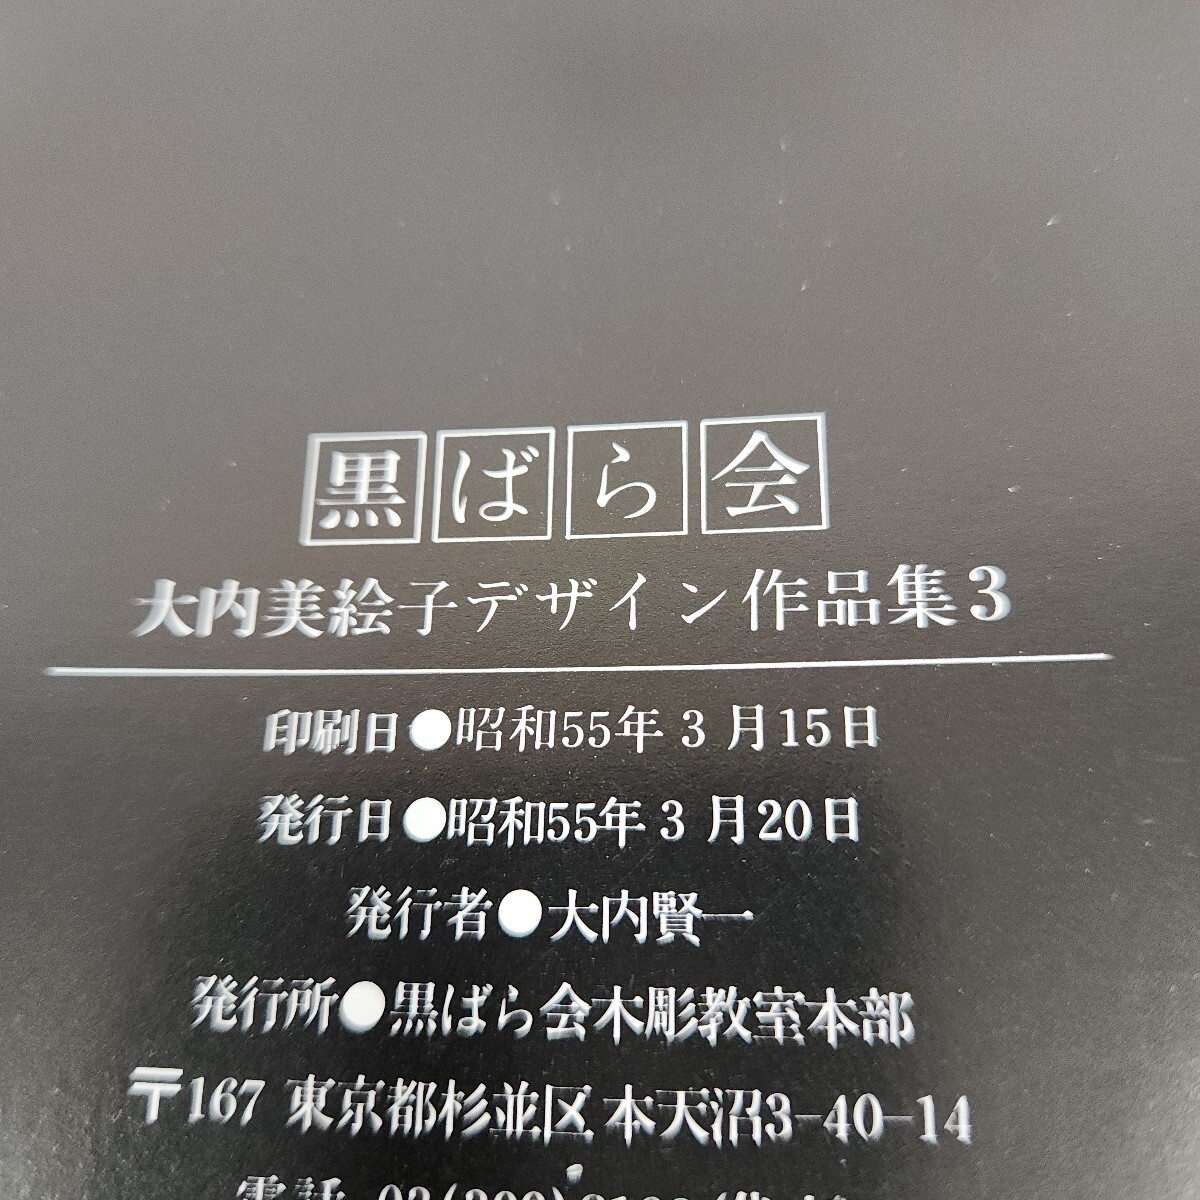 黒ばら会
大内美絵子デザイン作品集3
印刷日●昭和55年3月15日
発行日●昭和55年3月20日
発行者●大内賢一
発行所●黒ばら会木彫教室本部
〒167 東京都杉並区本天沼3-40-14
電話